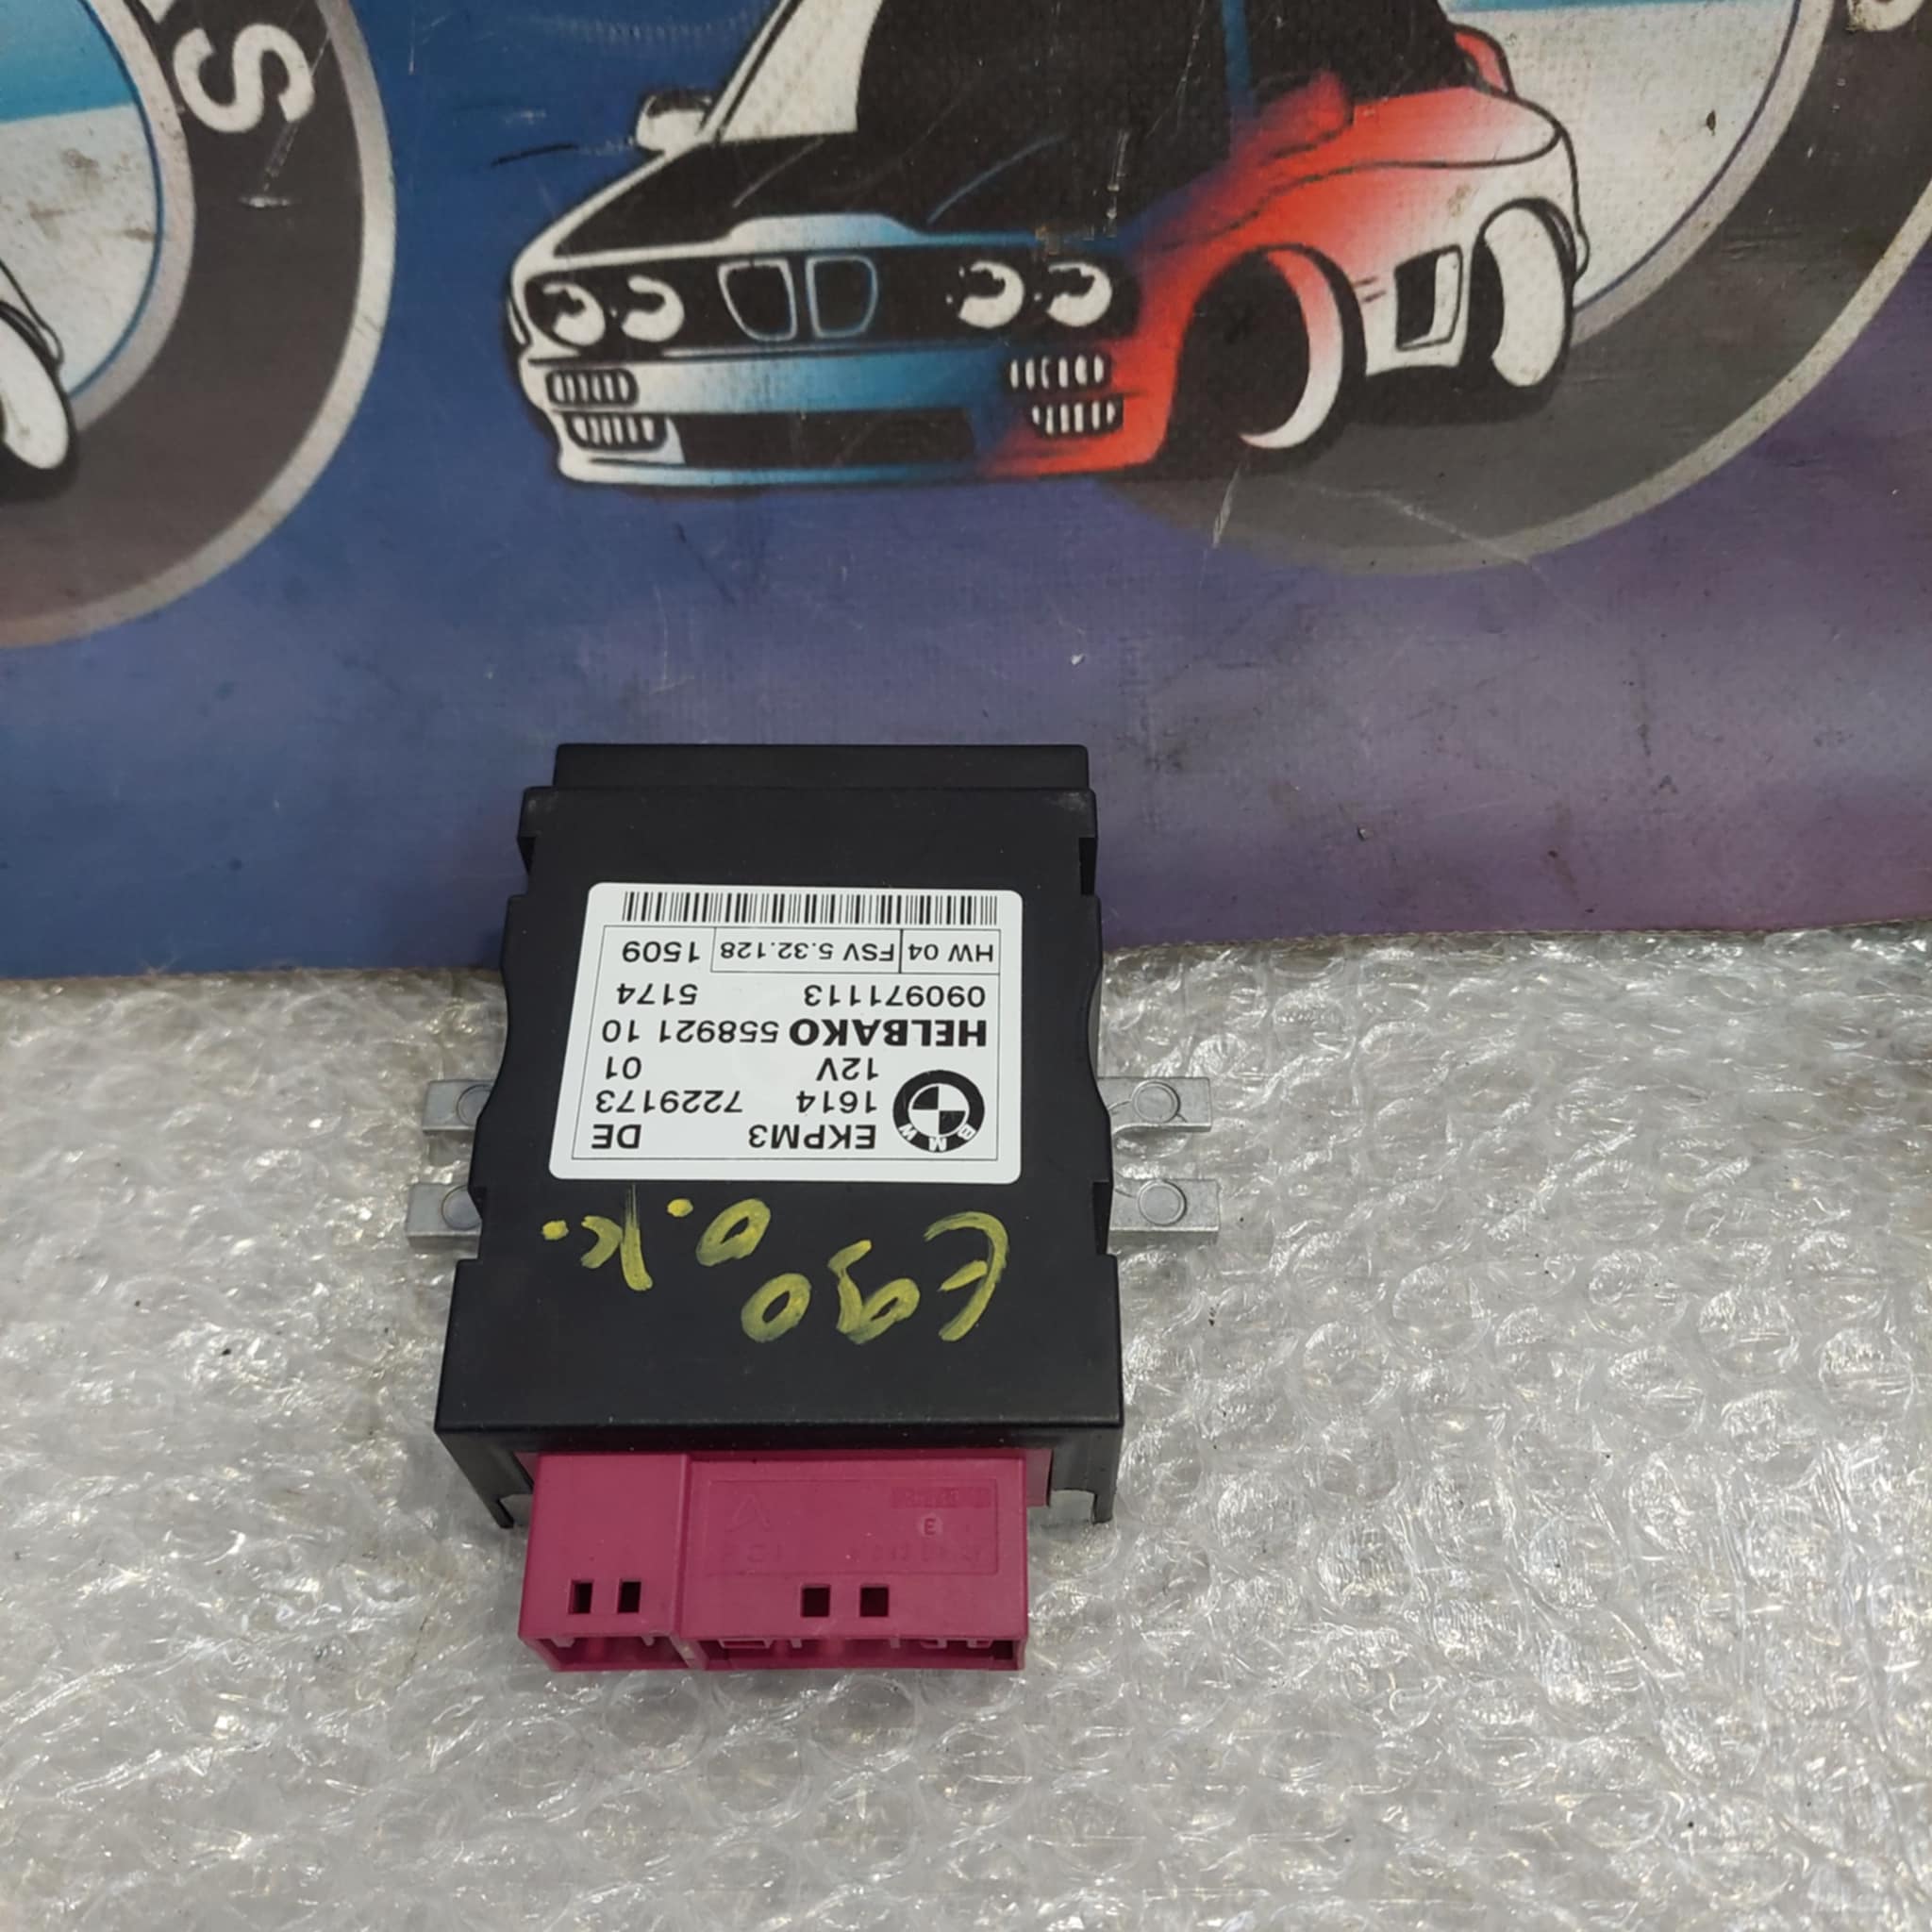 S
BMW
EKPM3 DE
1614 7229173
12V 01
HELBAKO 558921 10
090971113 5174
HW 04 FSV 5.32.128 1509
E90
O.K.